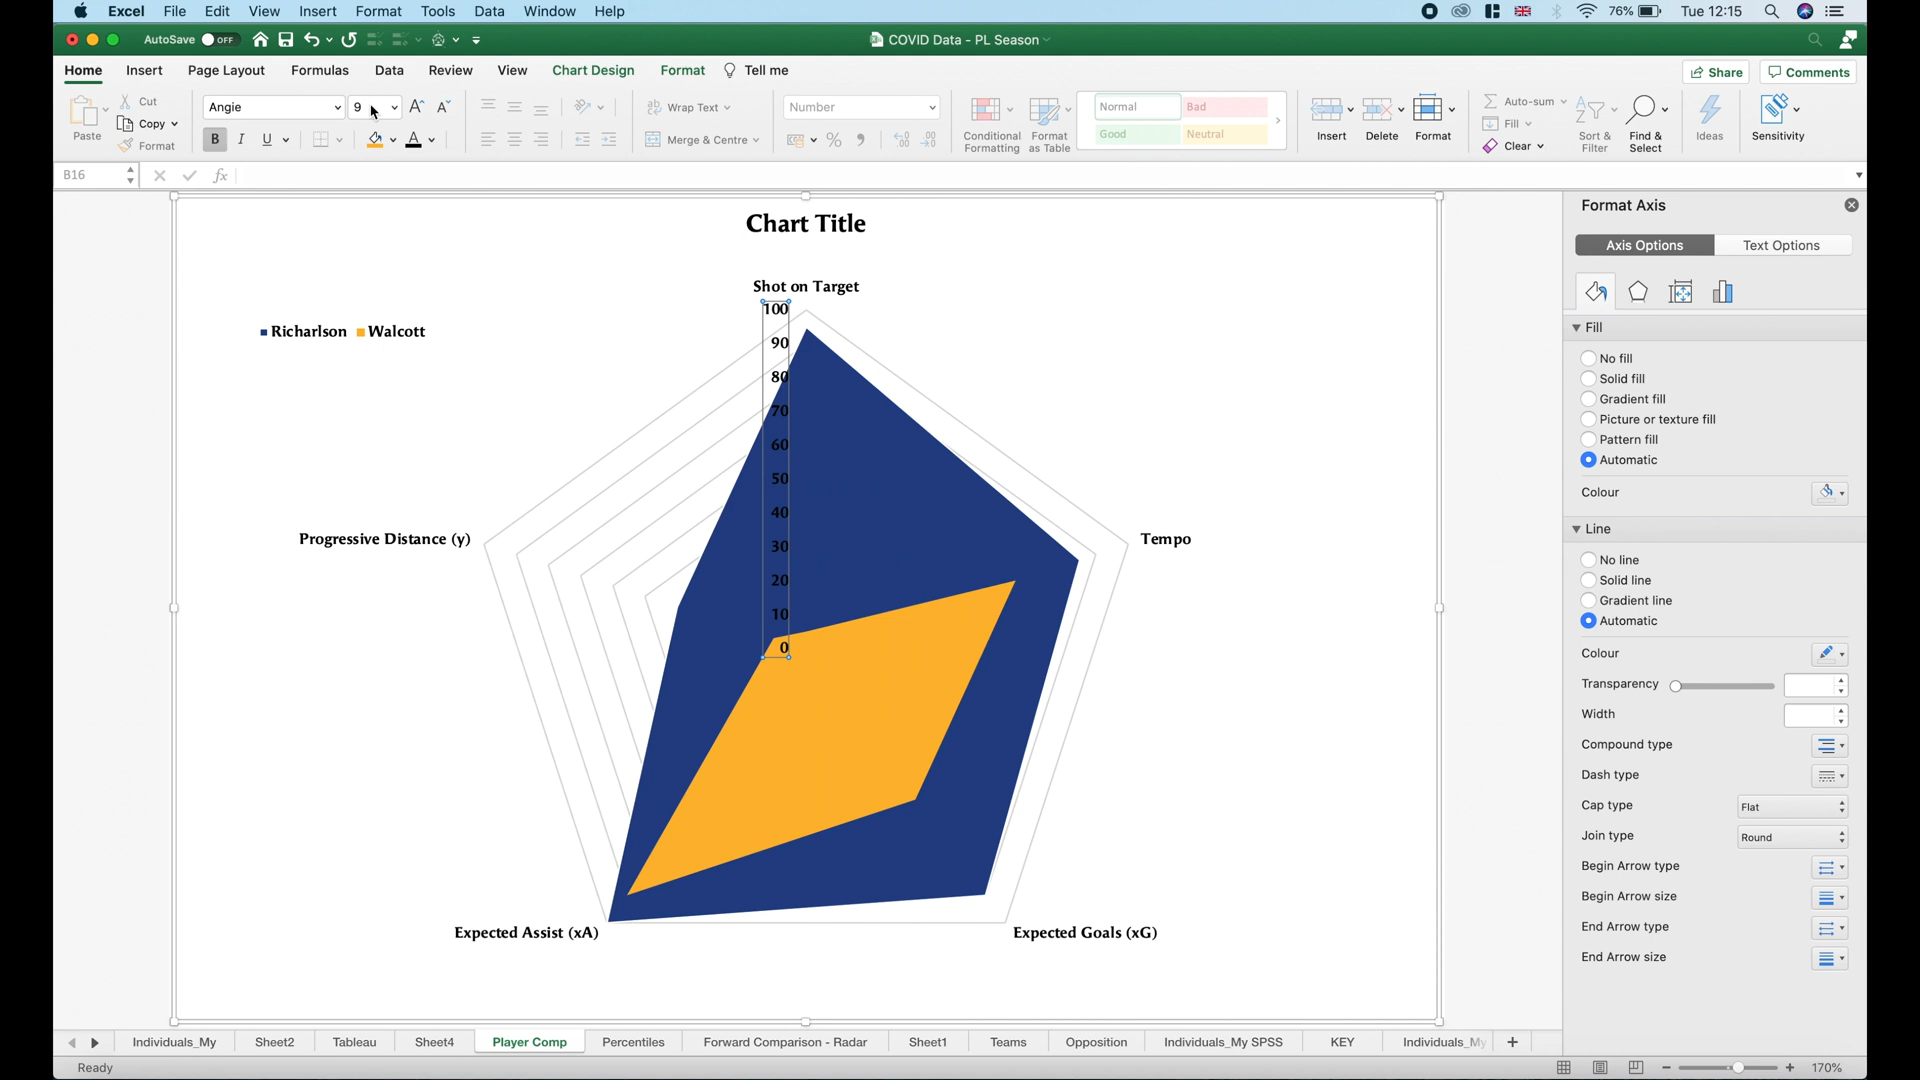 Excel File Edit View Insert Format Tools Data Window Help 76% Tue 12:15
AutoSave OFF COVID Data - PL Season
Home Insert Page Layout Formulas Data Review View Chart Design Format Tell me Share Comments
Paste Cut Copy Format
Angie 9
B I U
Wrap Text
Merge & Centre
Number
Conditional Formatting
Format as Table
Normal Bad
Good Neutral
Insert Delete Format
Auto-sum
Fill
Clear
Sort & Filter
Find & Select
Ideas
Sensitivity
B16 fx
Chart Title
Richarlson Walcott
Shot on Target
100
90
80
70
60
50
40
30
20
10
0
Progressive Distance (y)
Tempo
Expected Assist (xA)
Expected Goals (xG)
Format Axis
Axis Options Text Options
Fill
No fill
Solid fill
Gradient fill
Picture or texture fill
Pattern fill
Automatic
Colour
Line
No line
Solid line
Gradient line
Automatic
Colour
Transparency
Width
Compound type
Dash type
Cap type Flat
Join type Round
Begin Arrow type
Begin Arrow size
End Arrow type
End Arrow size
Individuals_My Sheet2 Tableau Sheet4 Player Comp Percentiles Forward Comparison - Radar Sheet1 Teams Opposition Individuals_My SPSS KEY Individuals_My
Ready 170%